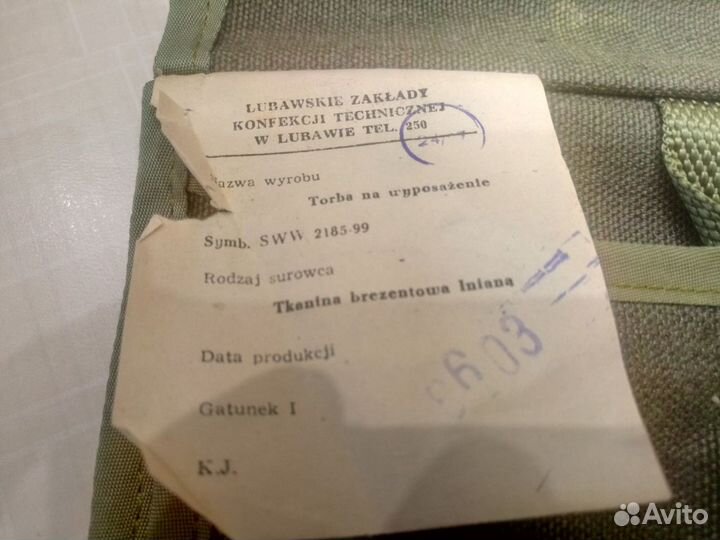 LUBAWSKIE ZAKŁADY
KONFEKCJI TECHNICZNEJ
W LUBAWIE TEL. 250
azwa wyrobu
Torba na wyposażenie
Symb. SWW 2185-99
Rodzaj surowca
Tkanina brezentowa lniana
Data produkcji
8603
Gatunek I
K.J.
Avito